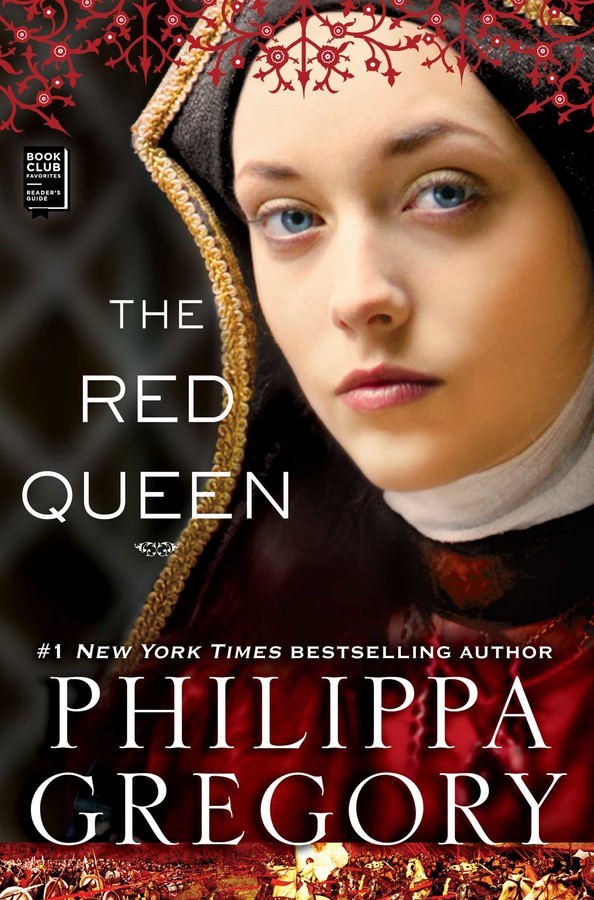 BOOK
CLUB
FAVORITES
READER'S
GUIDE
THE
RED
QUEEN
#1 NEW YORK TIMES BESTSELLING AUTHOR
PHILIPPA
GREGORY